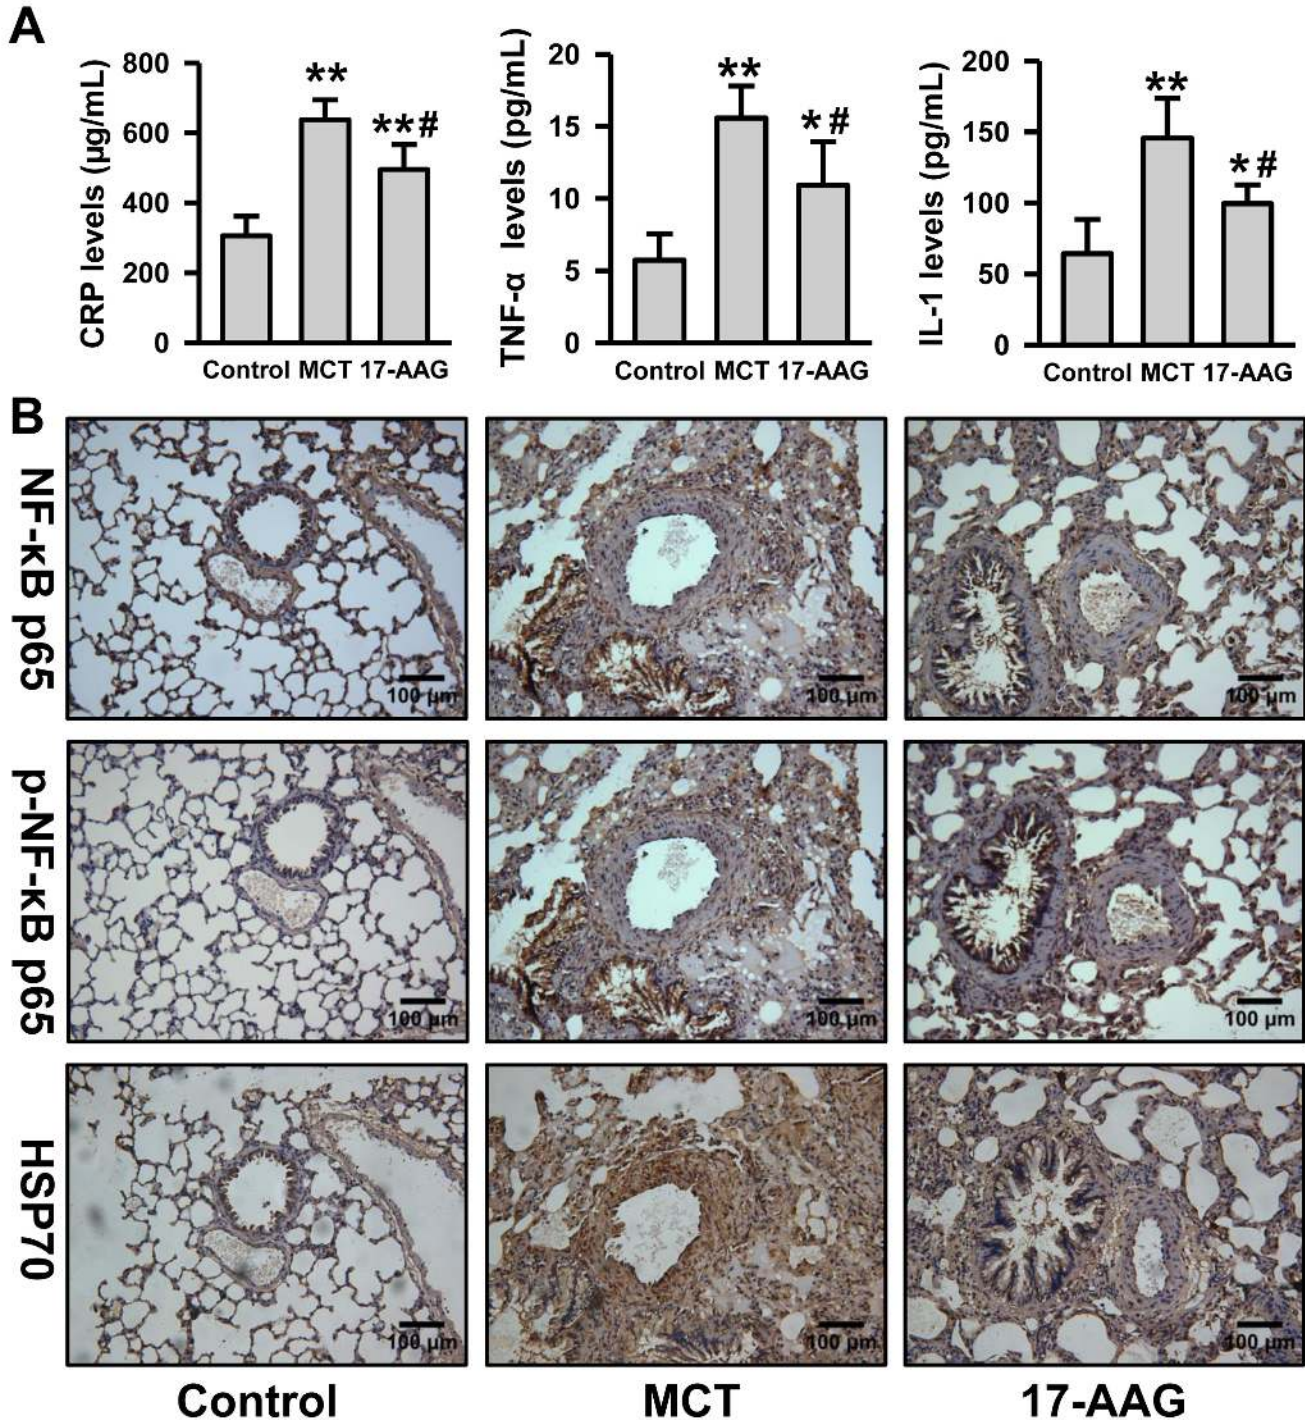 A
CRP levels (µg/mL)
800
600
400
200
0
**
**#
Control MCT 17-AAG
TNF-α levels (pg/mL)
20
15
10
5
0
**
*#
Control MCT 17-AAG
IL-1 levels (pg/mL)
200
150
100
50
0
**
*#
Control MCT 17-AAG
B
NF-κB p65
100 µm
100 µm
100 µm
p-NF-κB p65
100 µm
100 µm
100 µm
HSP70
100 µm
100 µm
100 µm
Control
MCT
17-AAG